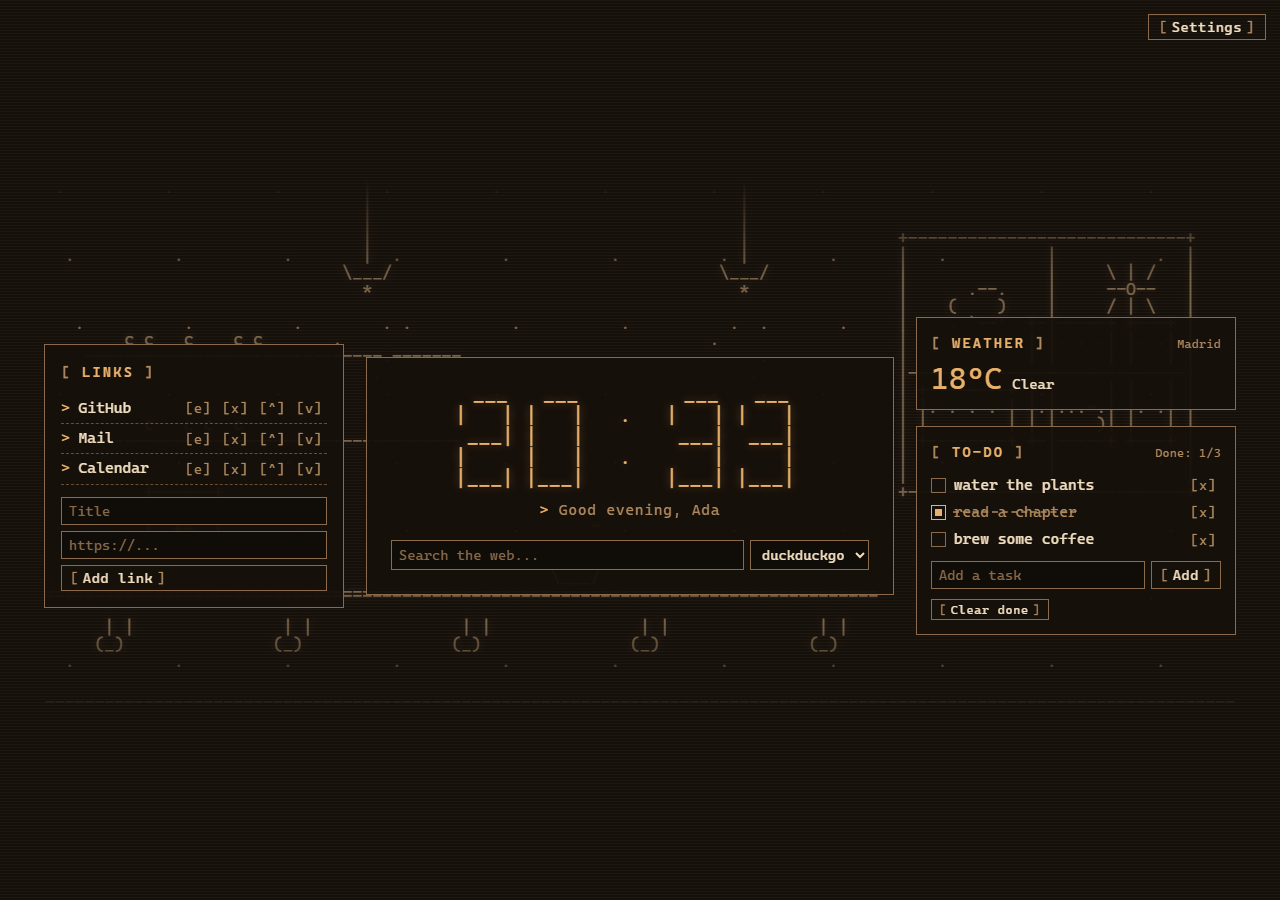 [ Settings ]
[ LINKS ]
> GitHub [e] [x] [^] [v]
> Mail [e] [x] [^] [v]
> Calendar [e] [x] [^] [v]
Title
https://...
[ Add link ]
20 : 39
> Good evening, Ada
Search the web...
duckduckgo
[ WEATHER ]
Madrid
18°C Clear
[ TO-DO ]
Done: 1/3
water the plants [x]
read a chapter [x]
brew some coffee [x]
Add a task
[ Add ]
[ Clear done ]